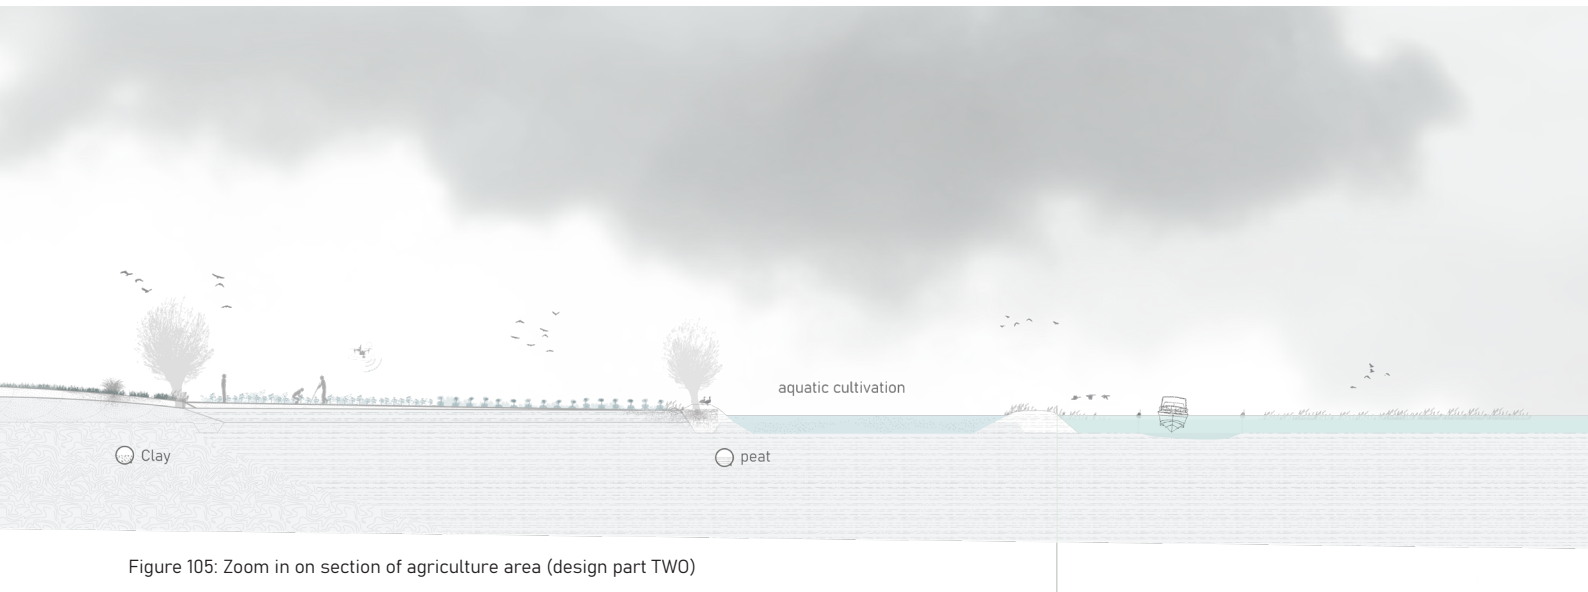 aquatic cultivation
Clay
peat
Figure 105: Zoom in on section of agriculture area (design part TWO)